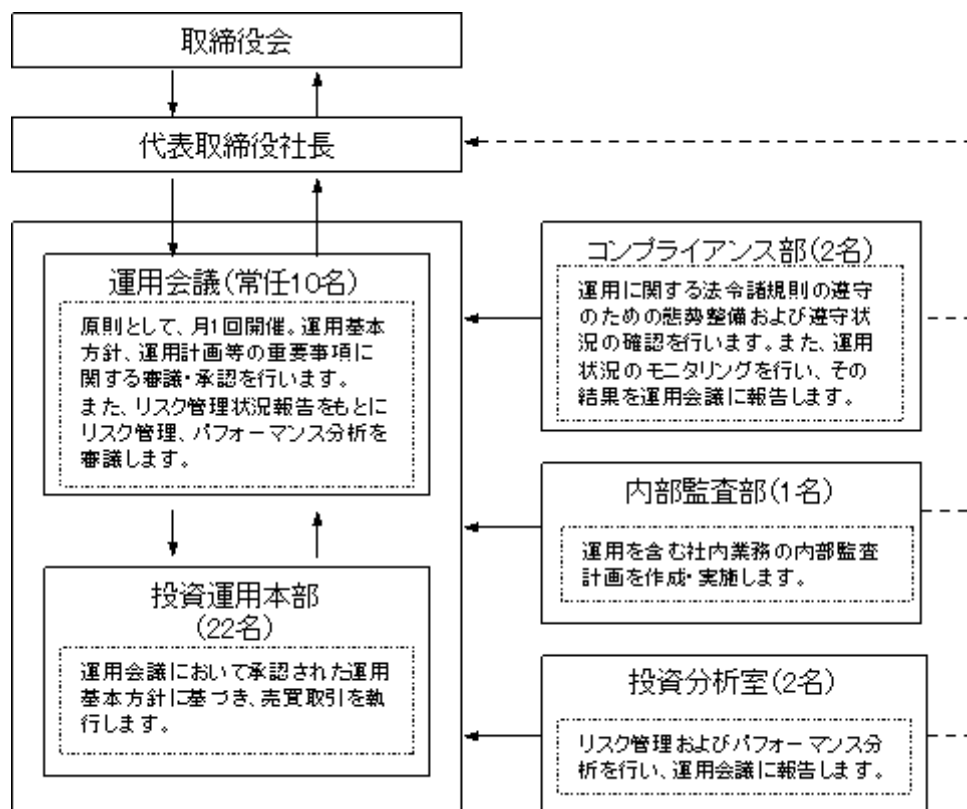 取締役会
代表取締役社長
運用会議(常任10名)
原則として、月1回開催。運用基本
方針、運用計画等の重要事項に
関する審議・承認を行います。
また、リスク管理状況報告をもとに
リスク管理、パフォーマンス分析を
審議します。
投資運用本部
(22名)
運用会議において承認された運用
基本方針に基づき、売買取引を執
行します。
コンプライアンス部(2名)
運用に関する法令諸規則の遵守
のための態勢整備および遵守状
況の確認を行います。また、運用
状況のモニタリングを行い、その
結果を運用会議に報告します。
内部監査部(1名)
運用を含む社内業務の内部監査
計画を作成・実施します。
投資分析室(2名)
リスク管理およびパフォーマンス分
析を行い、運用会議に報告します。